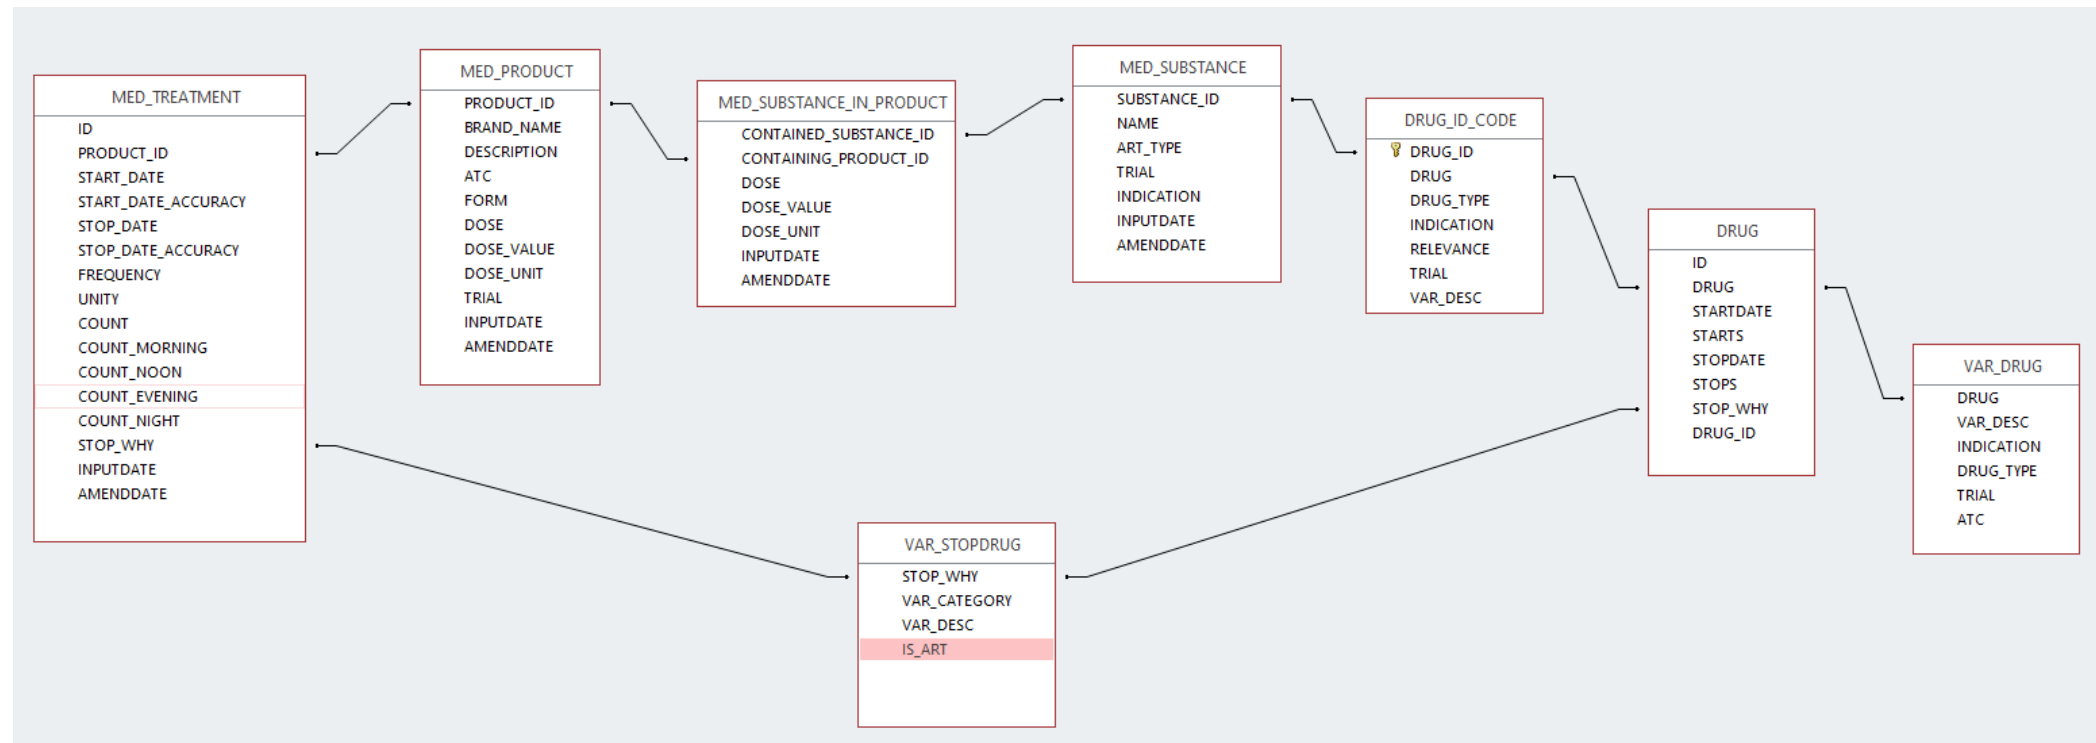 MED_TREATMENT
ID
PRODUCT_ID
START_DATE
START_DATE_ACCURACY
STOP_DATE
STOP_DATE_ACCURACY
FREQUENCY
UNITY
COUNT
COUNT_MORNING
COUNT_NOON
COUNT_EVENING
COUNT_NIGHT
STOP_WHY
INPUTDATE
AMENDDATE
MED_PRODUCT
PRODUCT_ID
BRAND_NAME
DESCRIPTION
ATC
FORM
DOSE
DOSE_VALUE
DOSE_UNIT
TRIAL
INPUTDATE
AMENDDATE
MED_SUBSTANCE_IN_PRODUCT
CONTAINED_SUBSTANCE_ID
CONTAINING_PRODUCT_ID
DOSE
DOSE_VALUE
DOSE_UNIT
INPUTDATE
AMENDDATE
MED_SUBSTANCE
SUBSTANCE_ID
NAME
ART_TYPE
TRIAL
INDICATION
INPUTDATE
AMENDDATE
DRUG_ID_CODE
DRUG_ID
DRUG
DRUG_TYPE
INDICATION
RELEVANCE
TRIAL
VAR_DESC
DRUG
ID
DRUG
STARTDATE
STARTS
STOPDATE
STOPS
STOP_WHY
DRUG_ID
VAR_DRUG
DRUG
VAR_DESC
INDICATION
DRUG_TYPE
TRIAL
ATC
VAR_STOPDRUG
STOP_WHY
VAR_CATEGORY
VAR_DESC
IS_ART